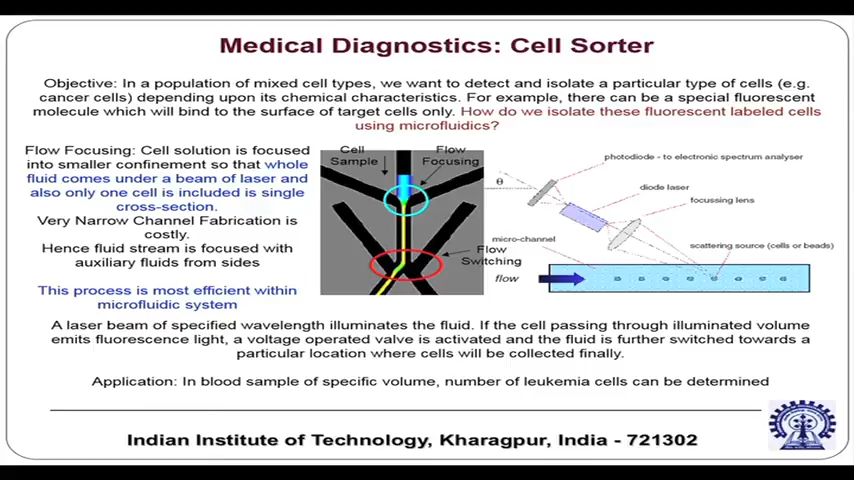 Medical Diagnostics: Cell Sorter
Objective: In a population of mixed cell types, we want to detect and isolate a particular type of cells (e.g.
cancer cells) depending upon its chemical characteristics. For example, there can be a special fluorescent
molecule which will bind to the surface of target cells only. How do we isolate these fluorescent labeled cells
using microfluidics?
Flow Focusing: Cell solution is focused
into smaller confinement so that whole
fluid comes under a beam of laser and
also only one cell is included is single
cross-section.
Very Narrow Channel Fabrication is
costly.
Hence fluid stream is focused with
auxiliary fluids from sides
This process is most efficient within
microfluidic system
Cell
Sample
Flow
Focusing
Flow
Switching
θ
photodiode - to electronic spectrum analyser
diode laser
focussing lens
micro-channel
scattering source (cells or beads)
flow
A laser beam of specified wavelength illuminates the fluid. If the cell passing through illuminated volume
emits fluorescence light, a voltage operated valve is activated and the fluid is further switched towards a
particular location where cells will be collected finally.
Application: In blood sample of specific volume, number of leukemia cells can be determined
Indian Institute of Technology, Kharagpur, India - 721302